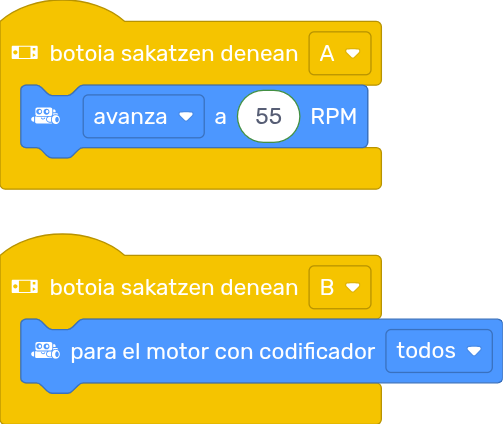 botoia sakatzen denean A
avanza a 55 RPM
botoia sakatzen denean B
para el motor con codificador todos